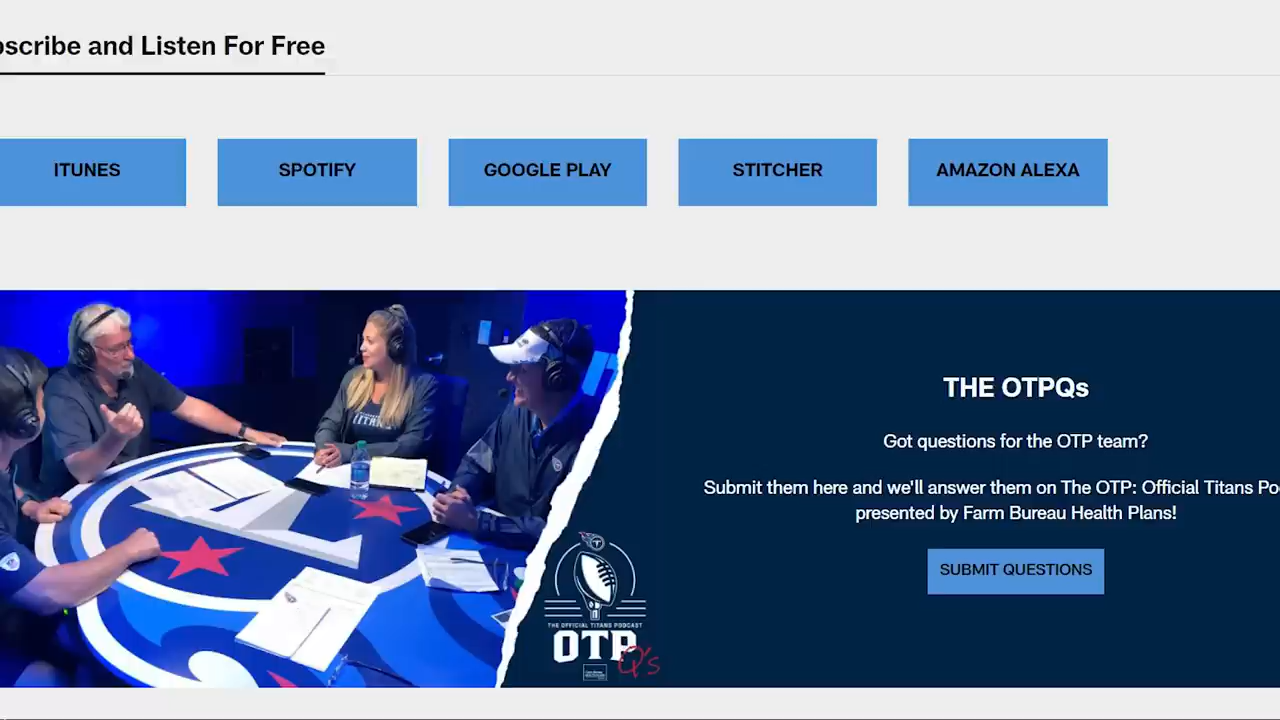 bscribe and Listen For Free
ITUNES
SPOTIFY
GOOGLE PLAY
STITCHER
AMAZON ALEXA
THE OTPQs
Got questions for the OTP team?
Submit them here and we'll answer them on The OTP: Official Titans Po
presented by Farm Bureau Health Plans!
SUBMIT QUESTIONS
TITANS
THE OFFICIAL TITANS PODCAST
OTP
Q's